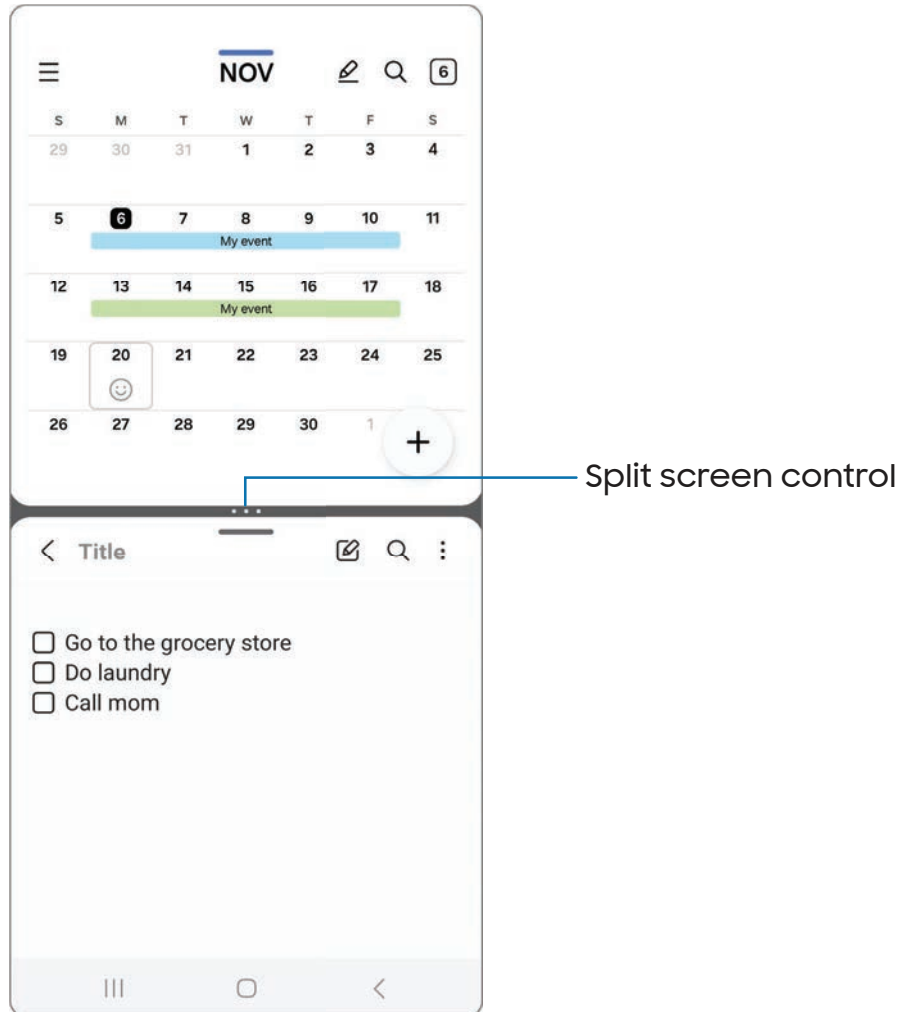 NOV
6
S M T W T F S
29 30 31 1 2 3 4
5 6 7 8 9 10 11
My event
12 13 14 15 16 17 18
My event
19 20 21 22 23 24 25
26 27 28 29 30 1
Split screen control
Title
Go to the grocery store
Do laundry
Call mom